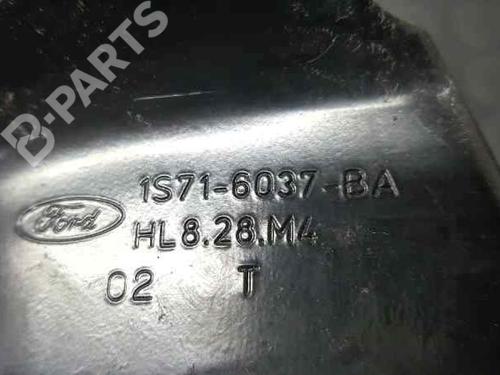 B-PARTS
1S71-6037-BA
Ford
HL8.28.M4
02 T